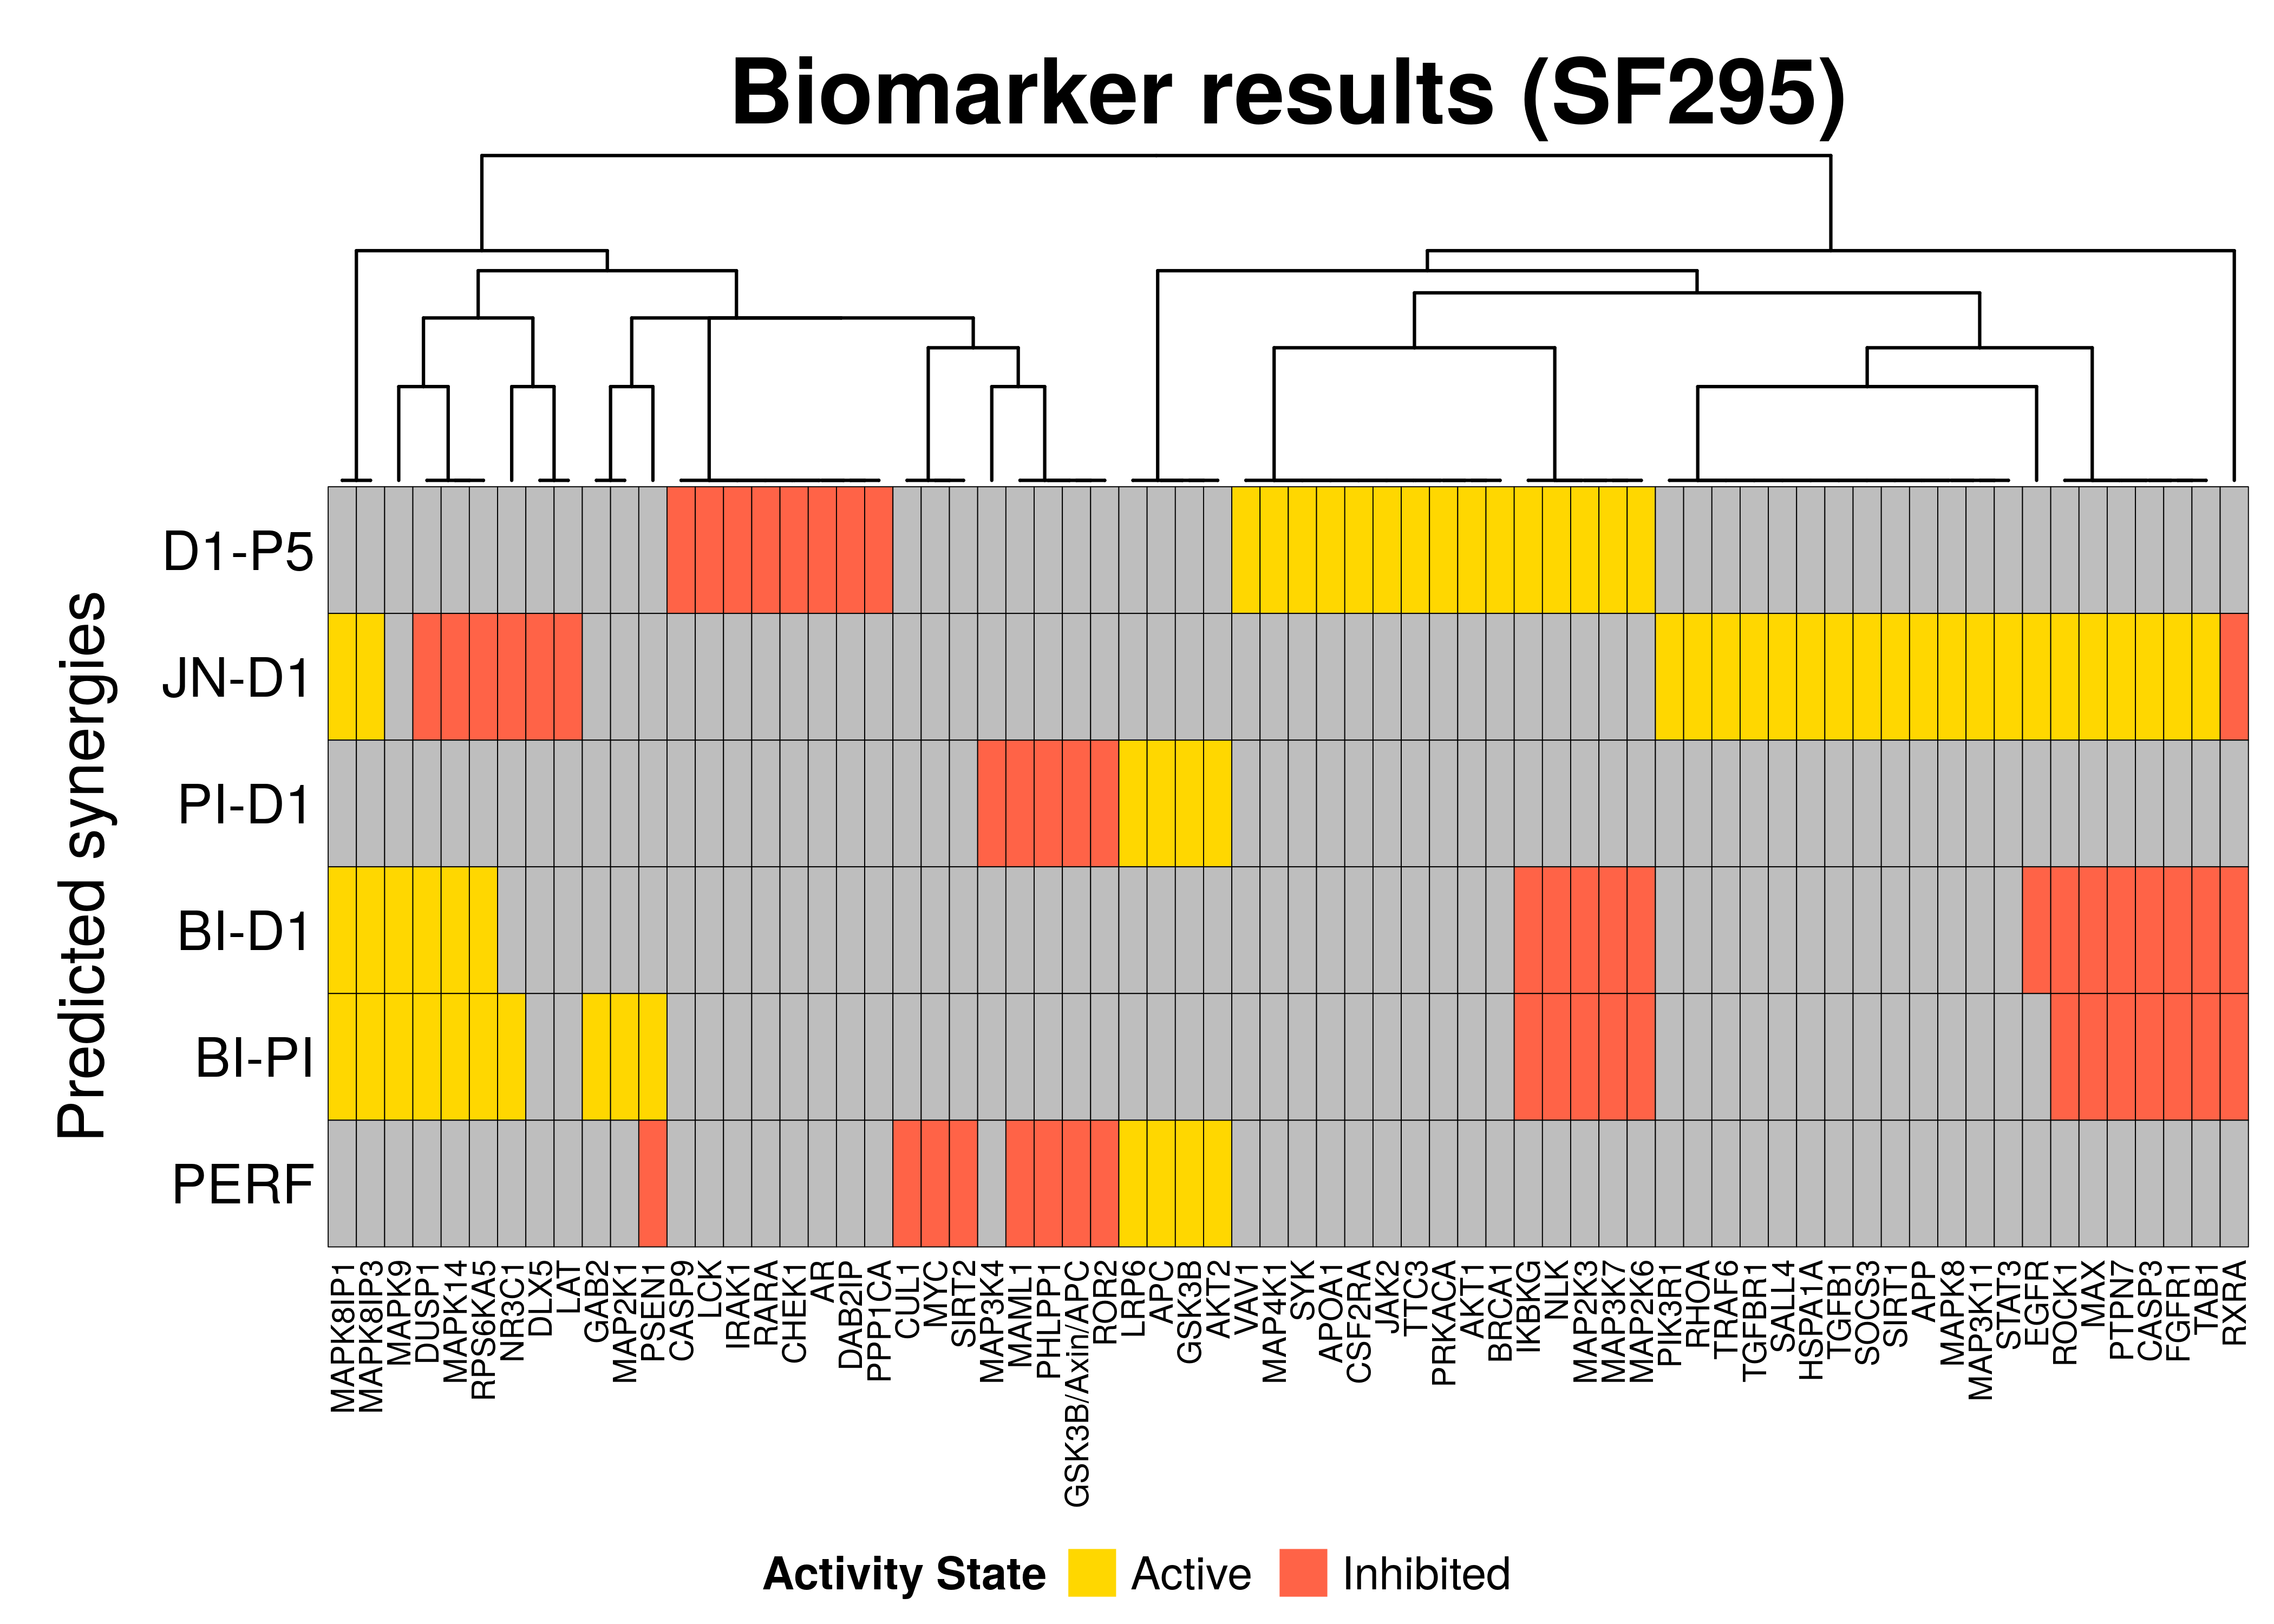 Biomarker results (SF295)
Predicted synergies
D1-P5
JN-D1
PI-D1
BI-D1
BI-PI
PERF
MAPK8IP1
MAPK8IP3
MAPK9
DUSP1
MAPK14
RPS6KA5
NR3C1
DLX5
LAT
GAB2
MAP2K1
PSEN1
CASP9
LCK
IRAK1
RARA
CHEK1
AR
DAB2IP
PPP1CA
CUL1
MYC
SIRT2
MAP3K4
MAML1
PHLPP1
GSK3B/Axin/APC
ROR2
LRP6
APC
GSK3B
AKT2
VAV1
MAP4K1
SYK
APOA1
CSF2RA
JAK2
TTC3
PRKACA
AKT1
BRCA1
IKBKG
NLK
MAP2K3
MAP3K7
MAP2K6
PIK3R1
RHOA
TRAF6
TGFBR1
SALL4
HSPA1A
TGFB1
SOCS3
SIRT1
APP
MAPK8
MAP3K11
STAT3
EGFR
ROCK1
MAX
PTPN7
CASP3
FGFR1
TAB1
RXRA
Activity State Active Inhibited